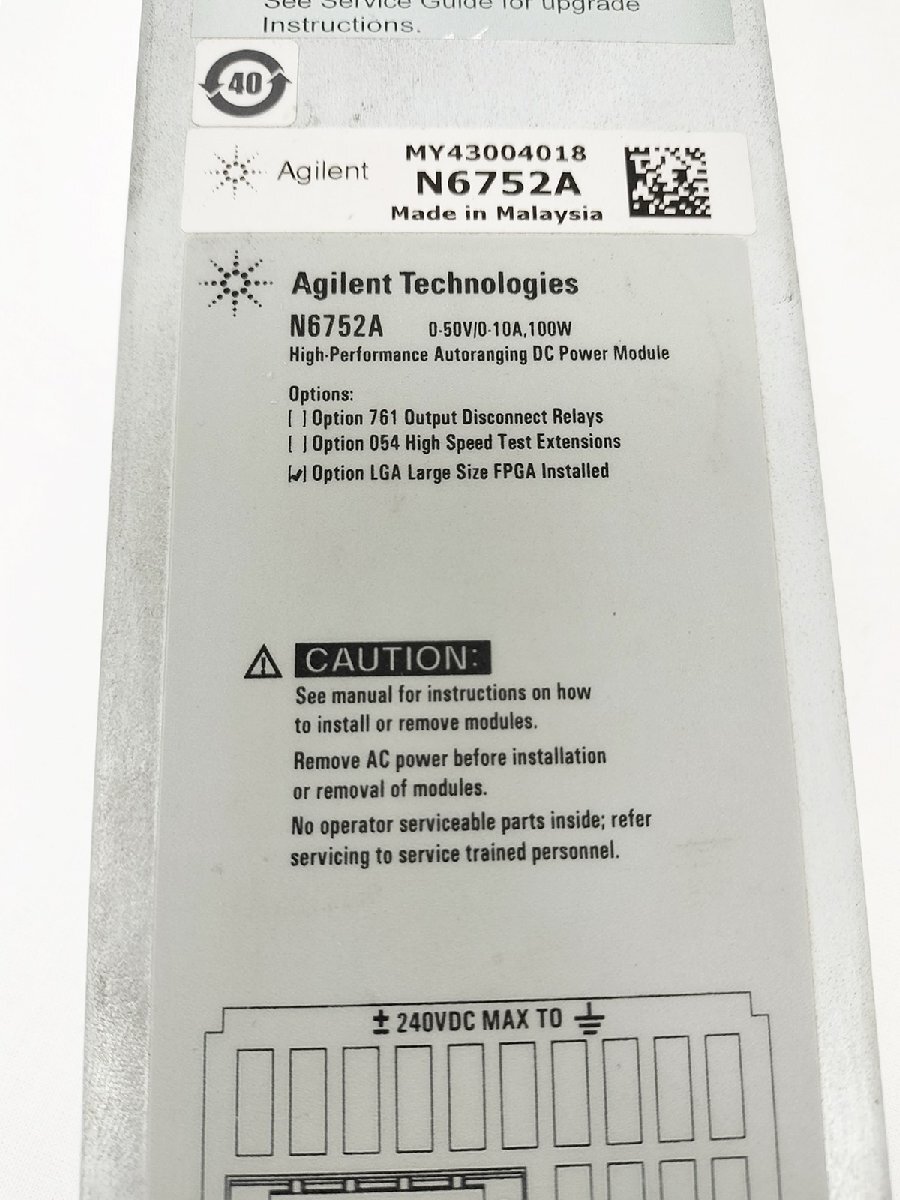 See Service Guide for upgrade
Instructions.
40
Agilent
MY43004018
N6752A
Made in Malaysia
Agilent Technologies
N6752A 0-50V/0-10A,100W
High-Performance Autoranging DC Power Module
Options:
[ ] Option 761 Output Disconnect Relays
[ ] Option 054 High Speed Test Extensions
[✓] Option LGA Large Size FPGA Installed
CAUTION:
See manual for instructions on how
to install or remove modules.
Remove AC power before installation
or removal of modules.
No operator serviceable parts inside; refer
servicing to service trained personnel.
± 240VDC MAX TO ⏚